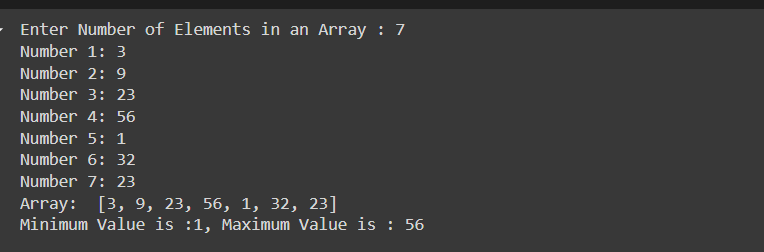 Enter Number of Elements in an Array : 7
Number 1: 3
Number 2: 9
Number 3: 23
Number 4: 56
Number 5: 1
Number 6: 32
Number 7: 23
Array:  [3, 9, 23, 56, 1, 32, 23]
Minimum Value is :1, Maximum Value is : 56